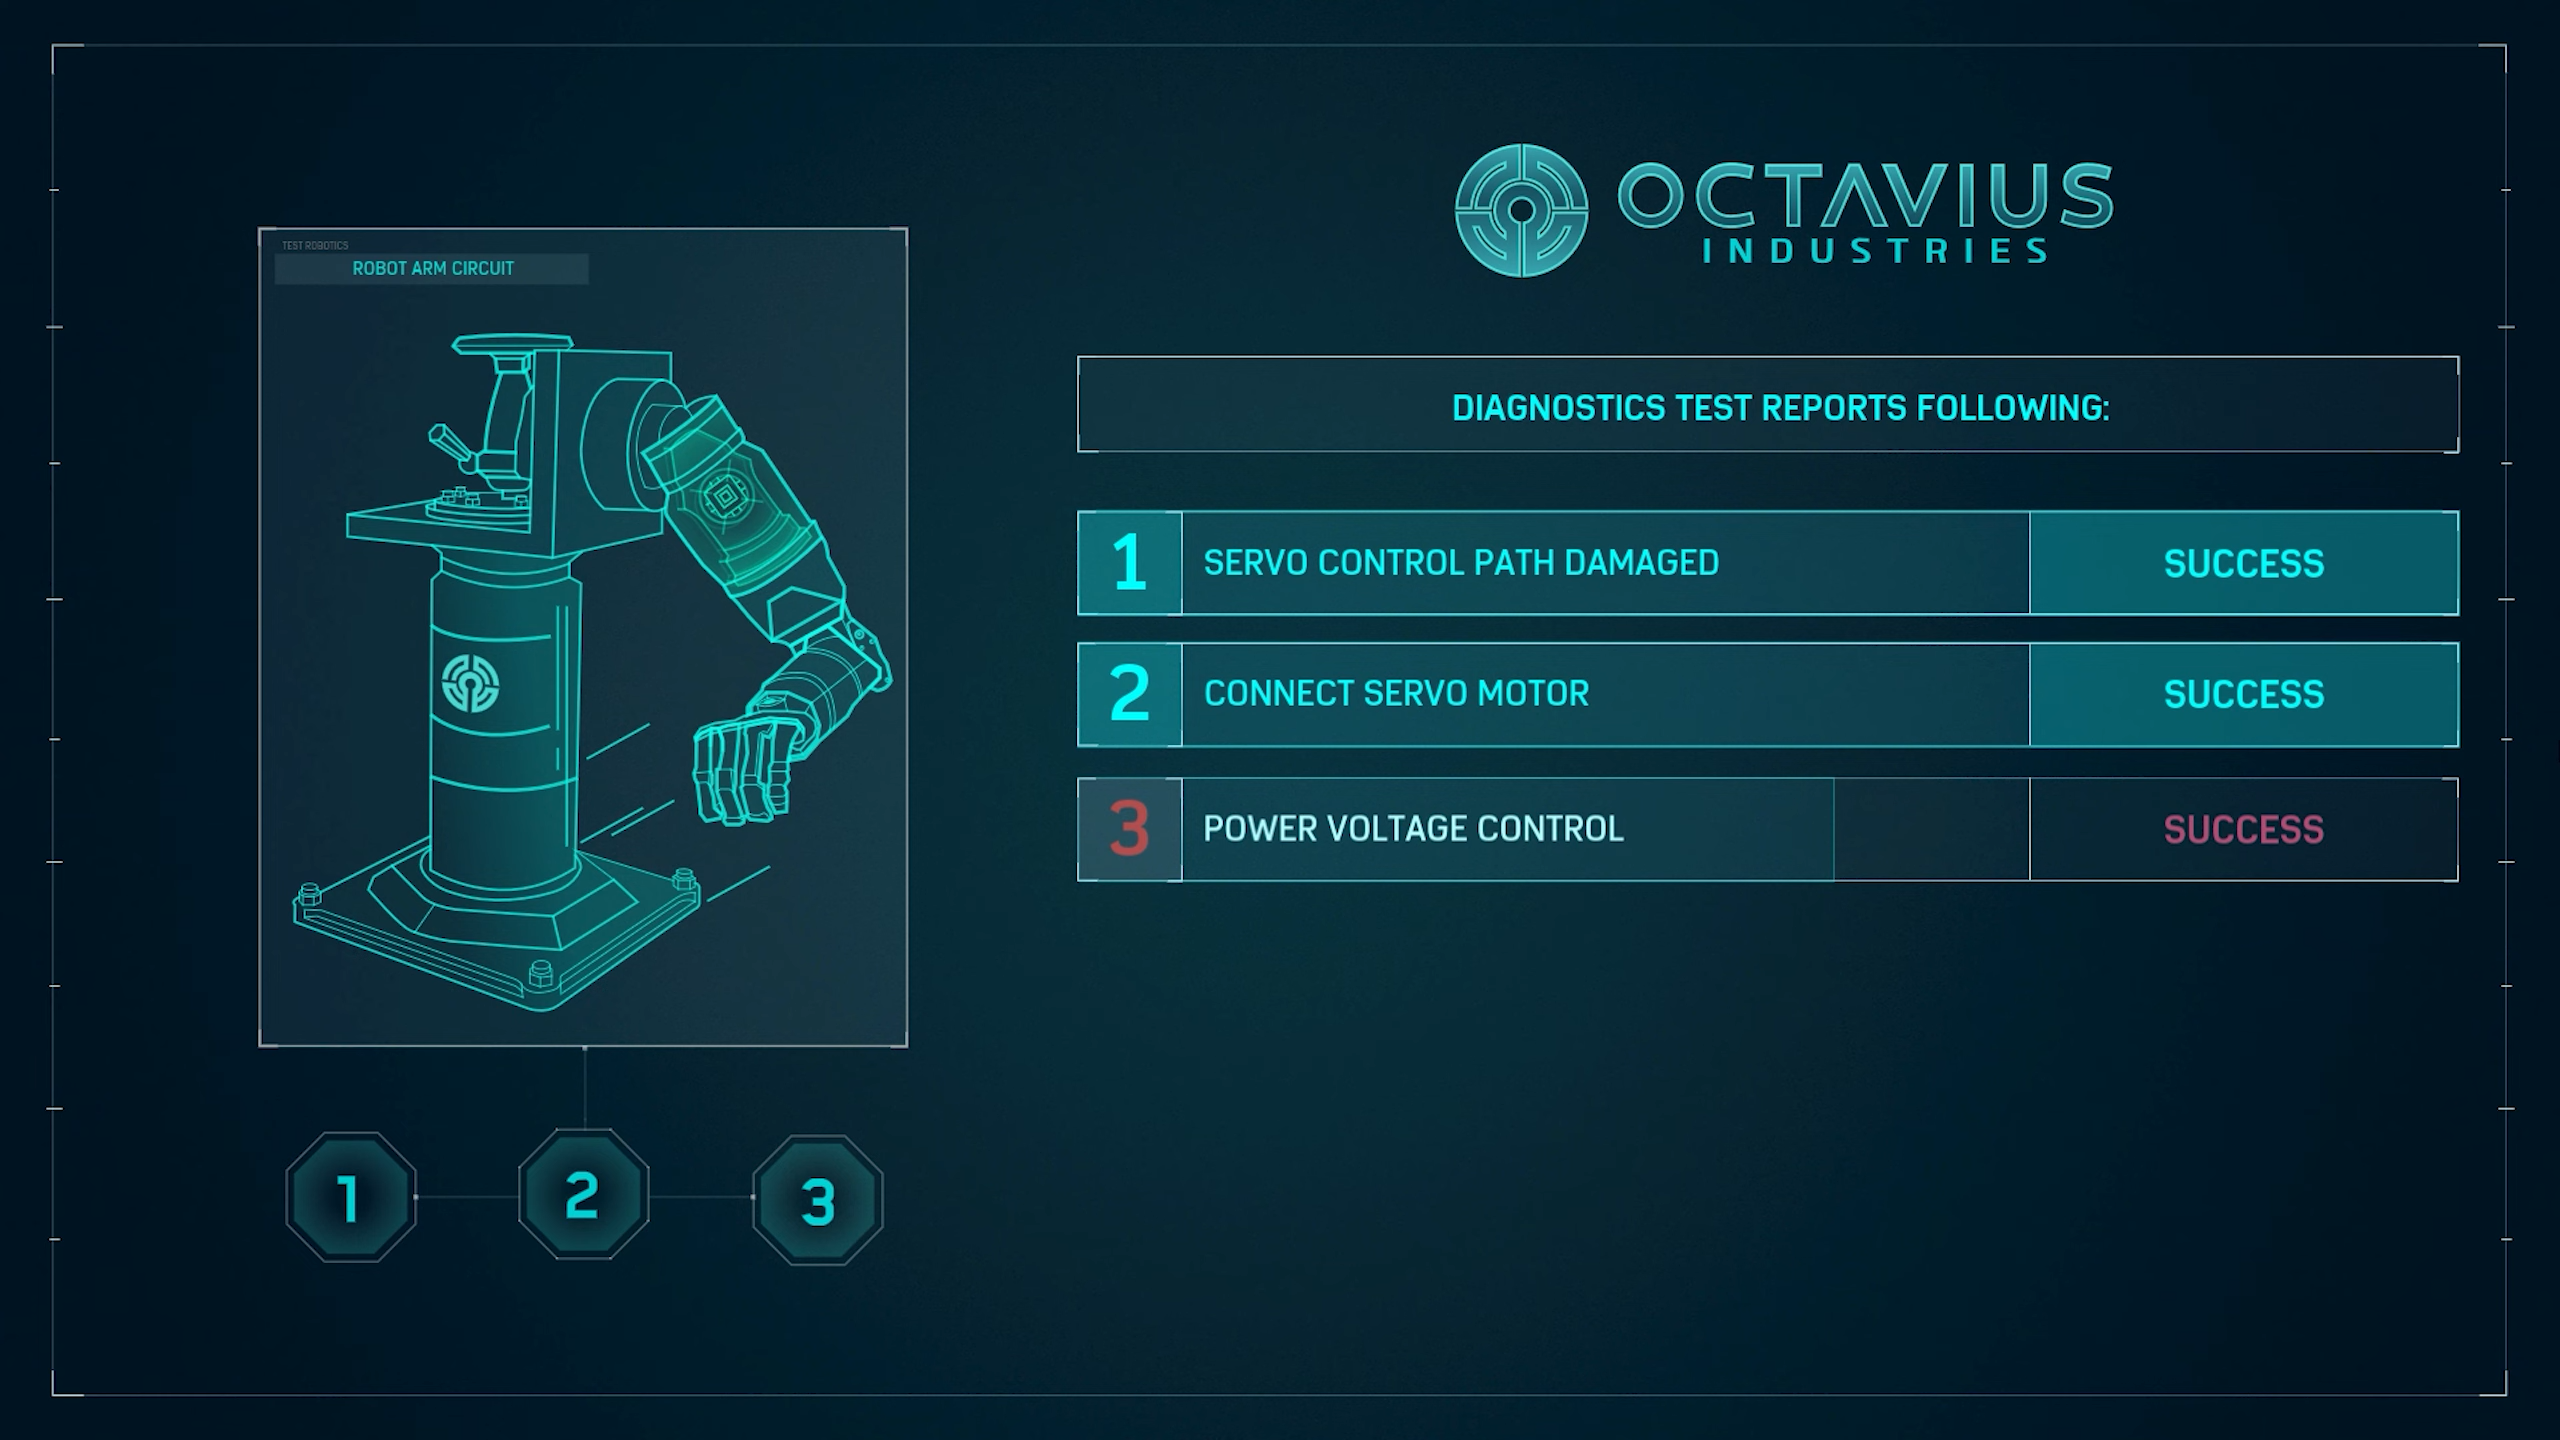 OCTAVIUS
INDUSTRIES
TEST ROBOTICS
ROBOT ARM CIRCUIT
DIAGNOSTICS TEST REPORTS FOLLOWING:
1 SERVO CONTROL PATH DAMAGED SUCCESS
2 CONNECT SERVO MOTOR SUCCESS
3 POWER VOLTAGE CONTROL SUCCESS
1 2 3